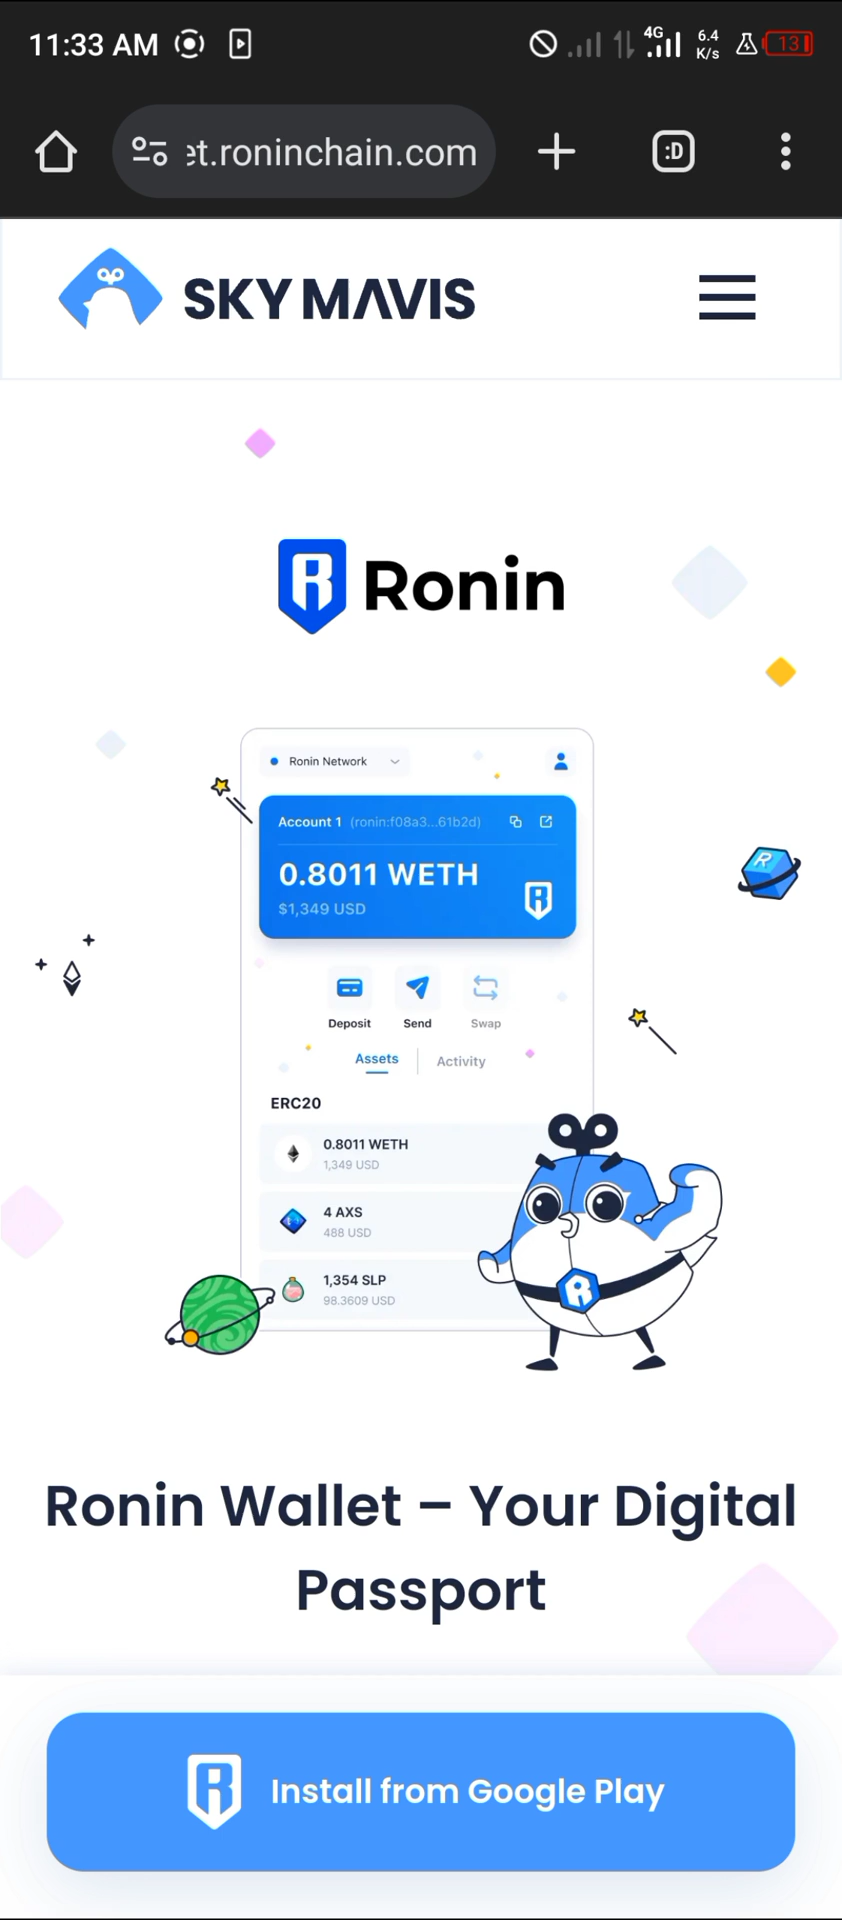 11:33 AM 4G 6.4 K/s 13
et.roninchain.com :D
SKY MAVIS
Ronin
Ronin Network
Account 1 (ronin:f08a3...61b2d)
0.8011 WETH
$1,349 USD
Deposit Send Swap
Assets Activity
ERC20
0.8011 WETH
1,349 USD
4 AXS
488 USD
1,354 SLP
98.3609 USD
Ronin Wallet – Your Digital
Passport
Install from Google Play